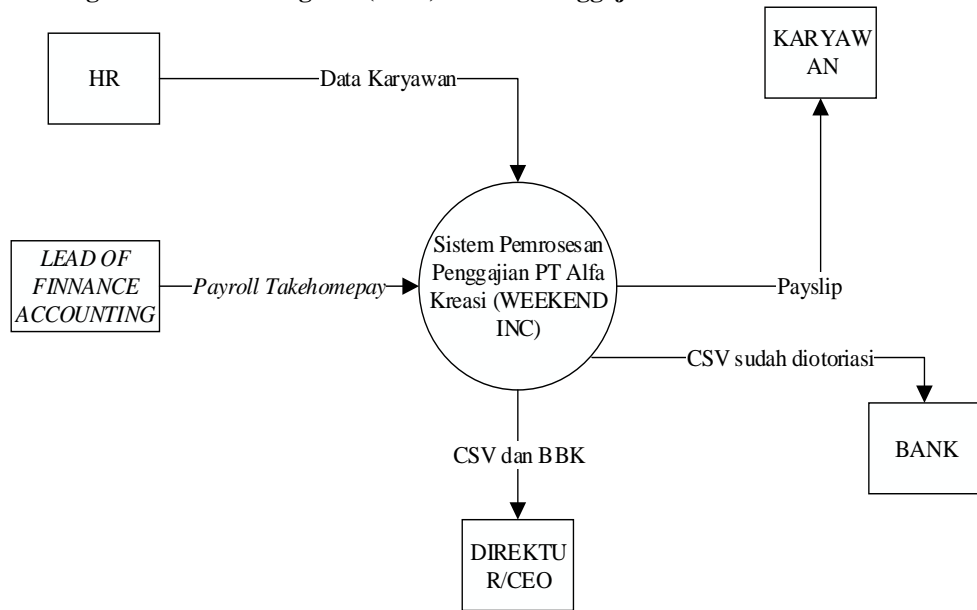 KARYAW
AN
HR
Data Karyawan
Sistem Pemrosesan
Penggajian PT Alfa
Kreasi (WEEKEND
INC)
LEAD OF
FINNANCE
ACCOUNTING
Payroll Takehomepay
Payslip
CSV sudah diotoriasi
BANK
CSV dan BBK
DIREKTU
R/CEO